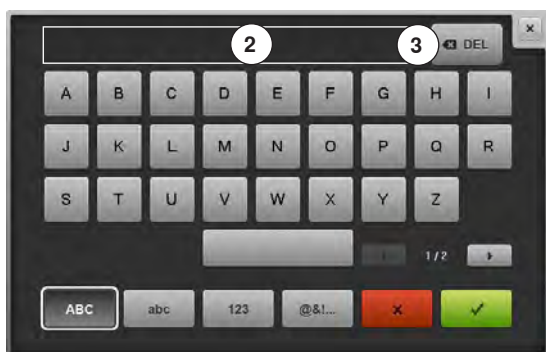 2 3 DEL ×
A B C D E F G H I
J K L M N O P Q R
S T U V W X Y Z
1/2
ABC abc 123 @&!...